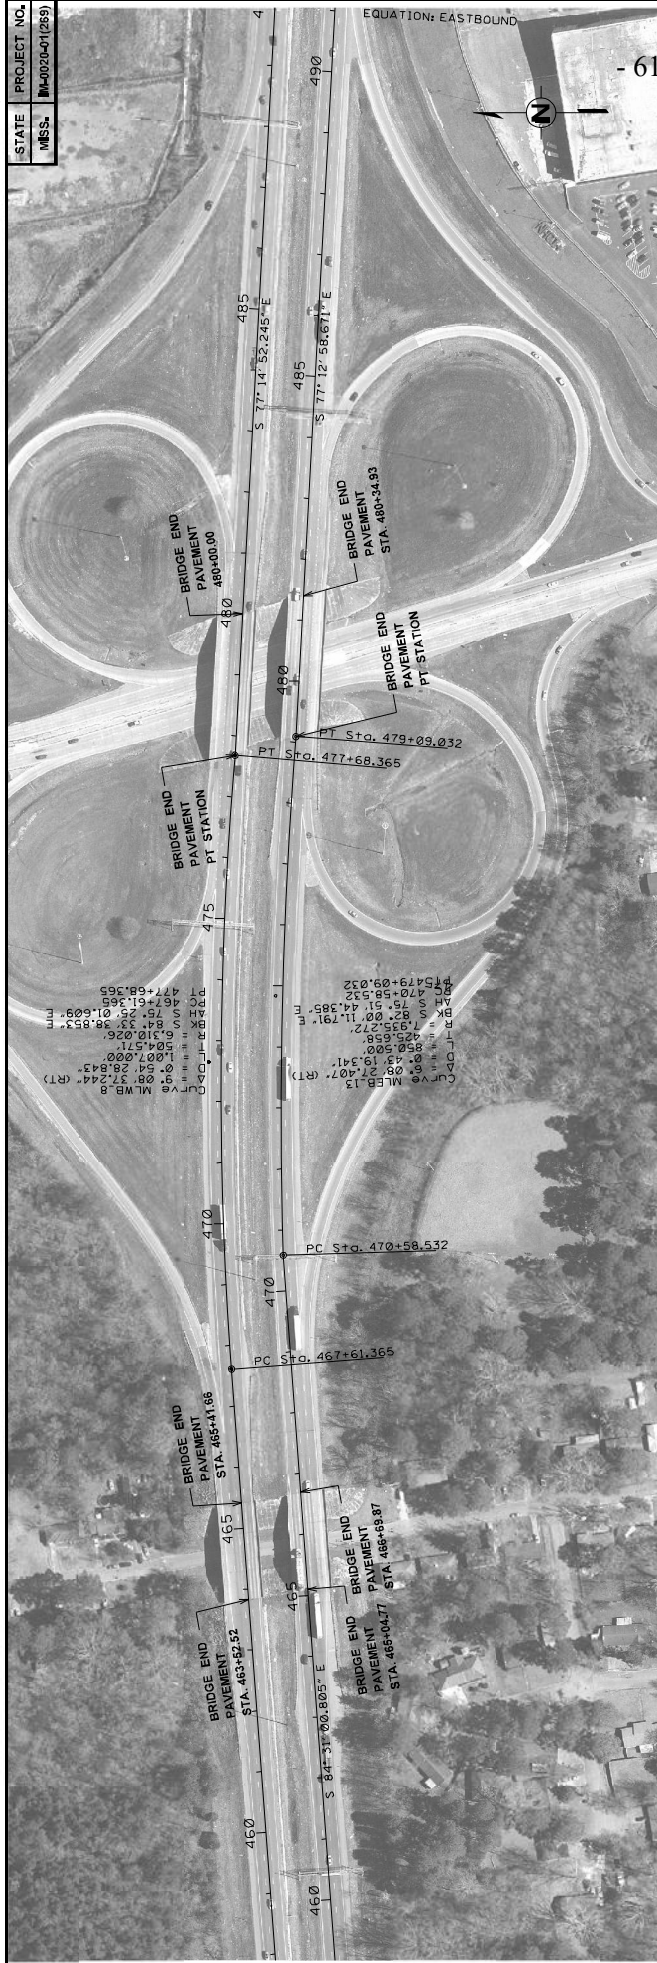 STATE PROJECT NO.
MISS. IM-0020-01(269)
EQUATION: EASTBOUND
- 61
N
4
490
485
S 77° 14' 52.245" E
485
S 77° 12' 58.671" E
BRIDGE END
PAVEMENT
480+00.00
BRIDGE END
PAVEMENT
STA. 480+34.93
480
480
BRIDGE END
PAVEMENT
PT STATION
PT Sta. 479+09.032
PT Sta. 477+68.365
BRIDGE END
PAVEMENT
PT STATION
475
Curve MLWB_8
Δ = 9° 08' 37.244" (RT)
D = 0° 54' 28.843"
L = 1,007.000'
T = 504.571'
R = 6,310.026'
BK S 84° 33' 38.853" E
AH S 75° 25' 01.609" E
PC 467+61.365
PT 477+68.365
Curve MLEB_13
Δ = 6° 08' 27.407" (RT)
D = 0° 43' 19.341"
L = 850.500'
T = 425.658'
R = 7,935.272'
BK S 82° 00' 11.791" E
AH S 75° 51' 44.385" E
PC 470+58.532
479+09.032
470
PC Sta. 470+58.532
470
PC Sta. 467+61.365
BRIDGE END
PAVEMENT
STA. 465+41.66
465
BRIDGE END
PAVEMENT
STA. 466+69.87
465
BRIDGE END
PAVEMENT
STA. 465+04.77
BRIDGE END
PAVEMENT
STA. 463+52.52
S 84° 31' 00.805" E
460
460